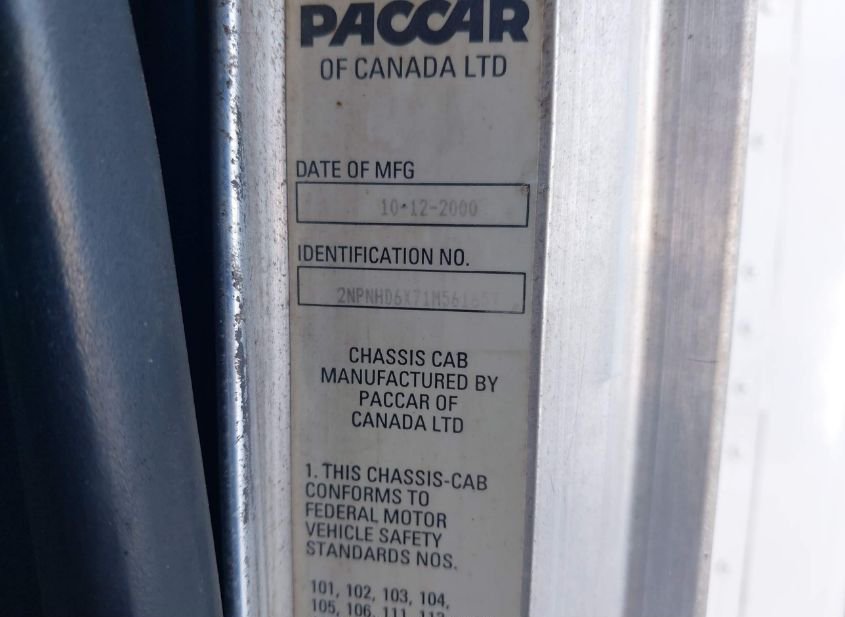 PACCAR
OF CANADA LTD
DATE OF MFG
10-12-2000
IDENTIFICATION NO.
CHASSIS CAB
MANUFACTURED BY
PACCAR OF
CANADA LTD
1. THIS CHASSIS-CAB
CONFORMS TO
FEDERAL MOTOR
VEHICLE SAFETY
STANDARDS NOS.
101, 102, 103, 104,
105, 106, 111,